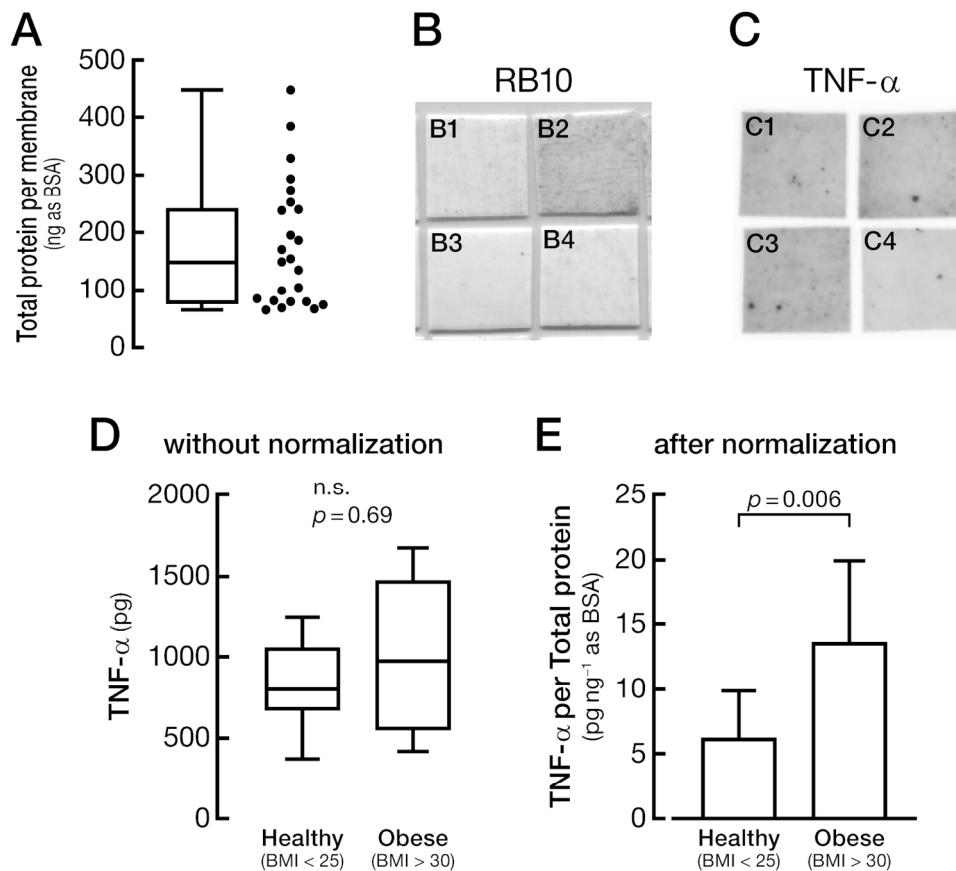 A
Total protein per membrane
(ng as BSA)
500
400
300
200
100
0
B
RB10
B1
B2
B3
B4
C
TNF-α
C1
C2
C3
C4
D
without normalization
TNF-α (pg)
2000
1500
1000
500
0
n.s.
p = 0.69
Healthy
(BMI < 25)
Obese
(BMI > 30)
E
after normalization
TNF-α per Total protein
(pg ng⁻¹ as BSA)
25
20
15
10
5
0
p = 0.006
Healthy
(BMI < 25)
Obese
(BMI > 30)